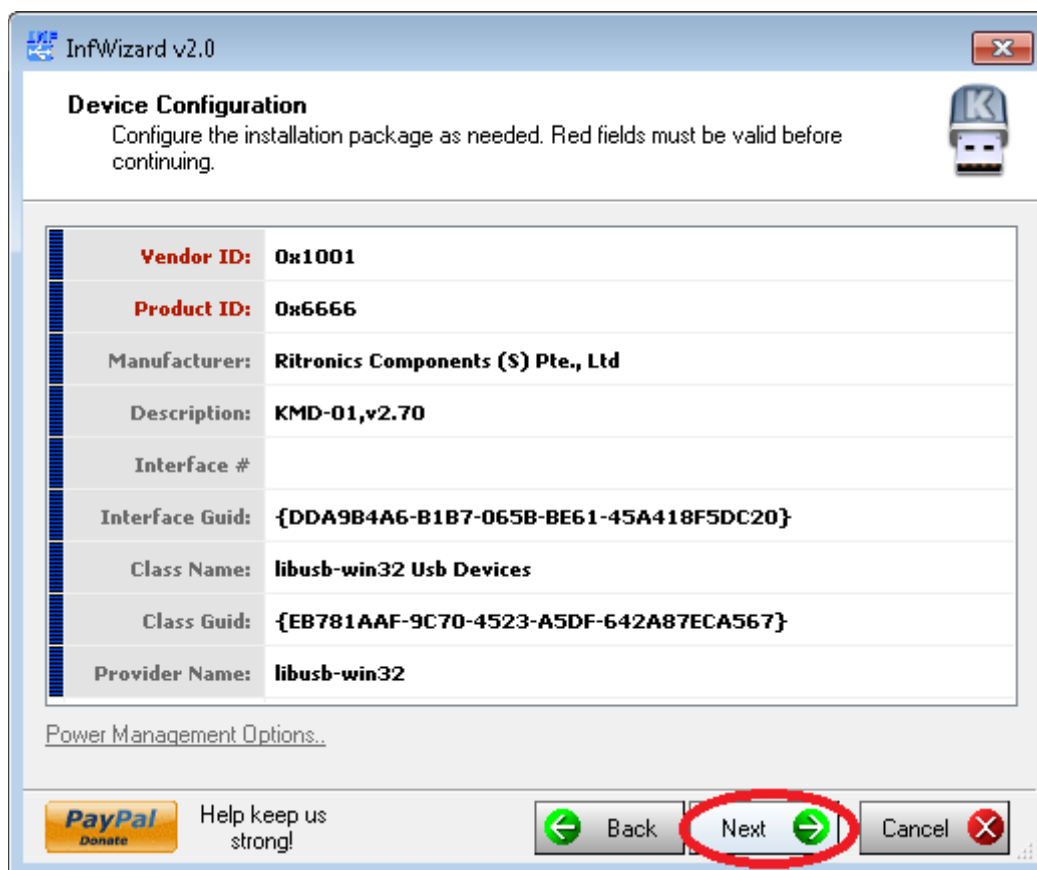 InfWizard v2.0
Device Configuration
Configure the installation package as needed. Red fields must be valid before
continuing.
K
Vendor ID: 0x1001
Product ID: 0x6666
Manufacturer: Ritronics Components (S) Pte., Ltd
Description: KMD-01,v2.70
Interface #
Interface Guid: {DDA9B4A6-B1B7-065B-BE61-45A418F5DC20}
Class Name: libusb-win32 Usb Devices
Class Guid: {EB781AAF-9C70-4523-A5DF-642A87ECA567}
Provider Name: libusb-win32
Power Management Options..
PayPal
Donate
Help keep us
strong!
Back
Next
Cancel